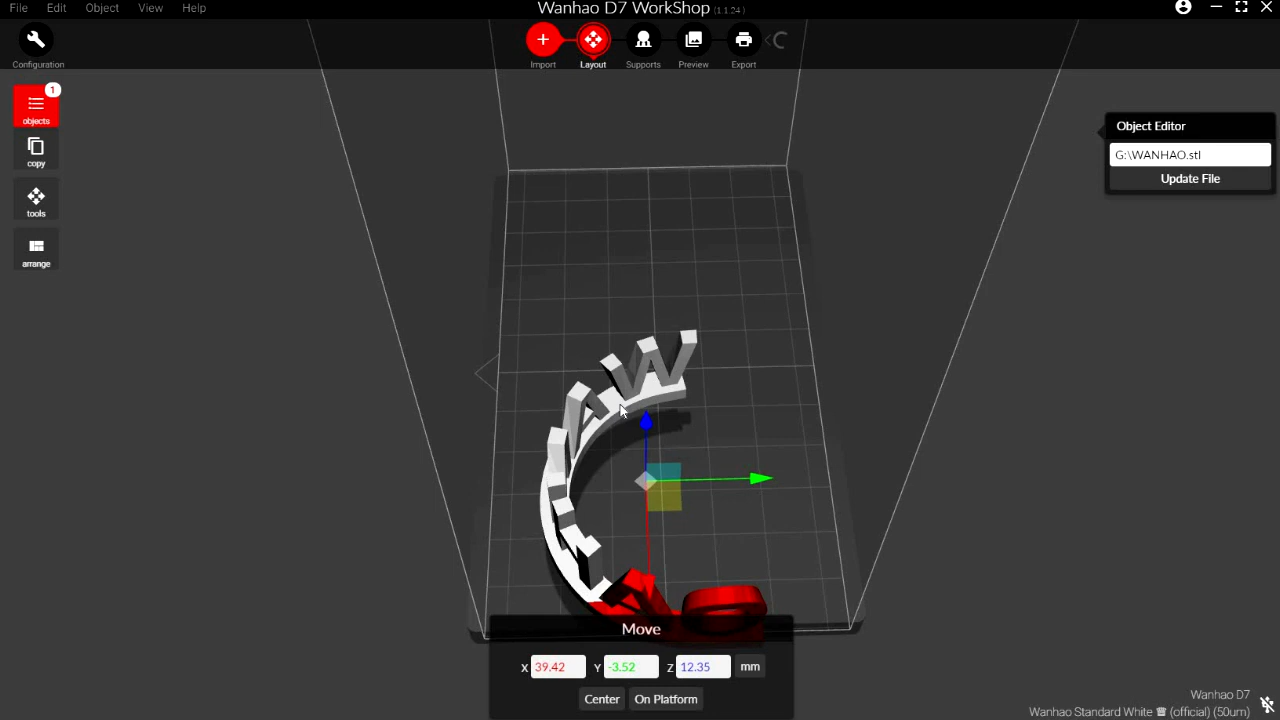 File Edit Object View Help
Wanhao D7 WorkShop (1.1.24)
Configuration
Import
Layout
Supports
Preview
Export
1
objects
copy
tools
arrange
Object Editor
G:\WANHAO.stl
Update File
Move
X 39.42 Y -3.52 Z 12.35 mm
Center On Platform
Wanhao D7
Wanhao Standard White (official) (50um)